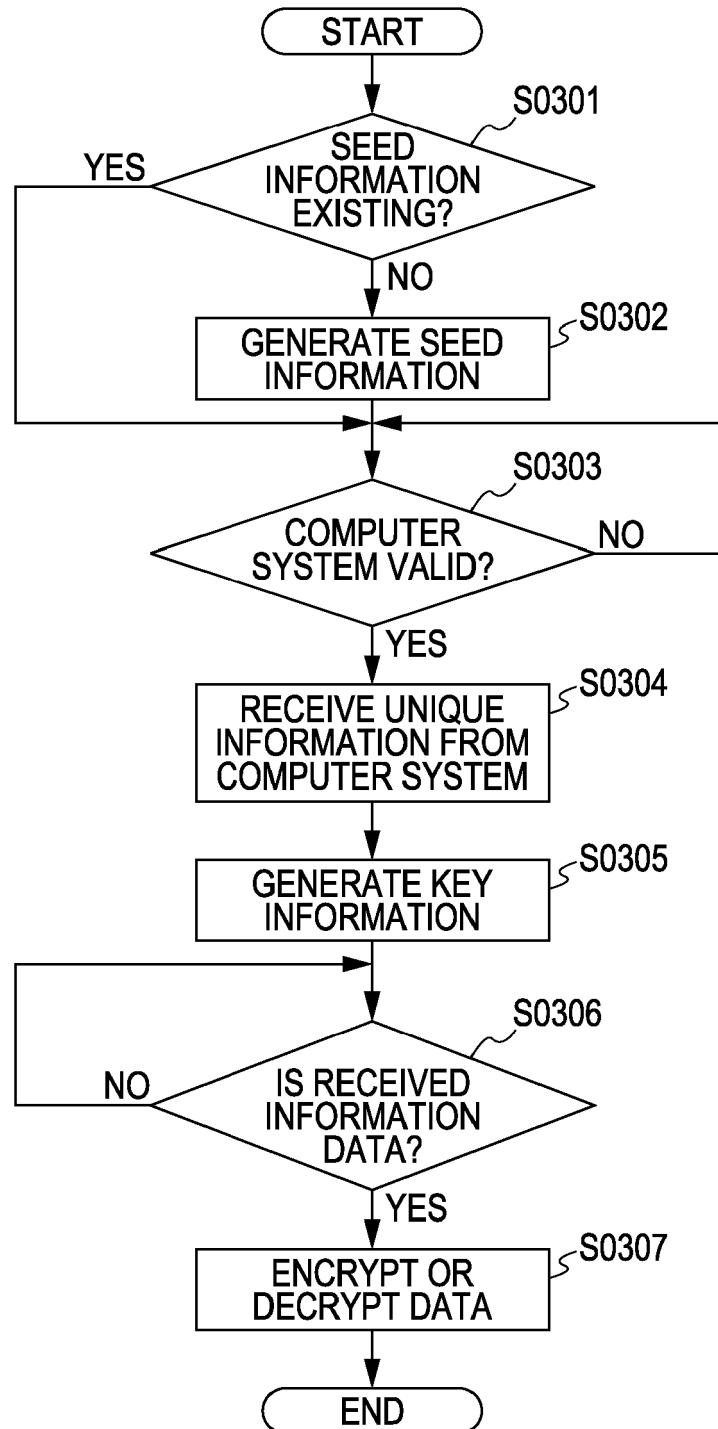 START
S0301
SEED
INFORMATION
EXISTING?
YES
NO
S0302
GENERATE SEED
INFORMATION
S0303
COMPUTER
SYSTEM VALID?
NO
YES
S0304
RECEIVE UNIQUE
INFORMATION FROM
COMPUTER SYSTEM
S0305
GENERATE KEY
INFORMATION
S0306
IS RECEIVED
INFORMATION
DATA?
NO
YES
S0307
ENCRYPT OR
DECRYPT DATA
END